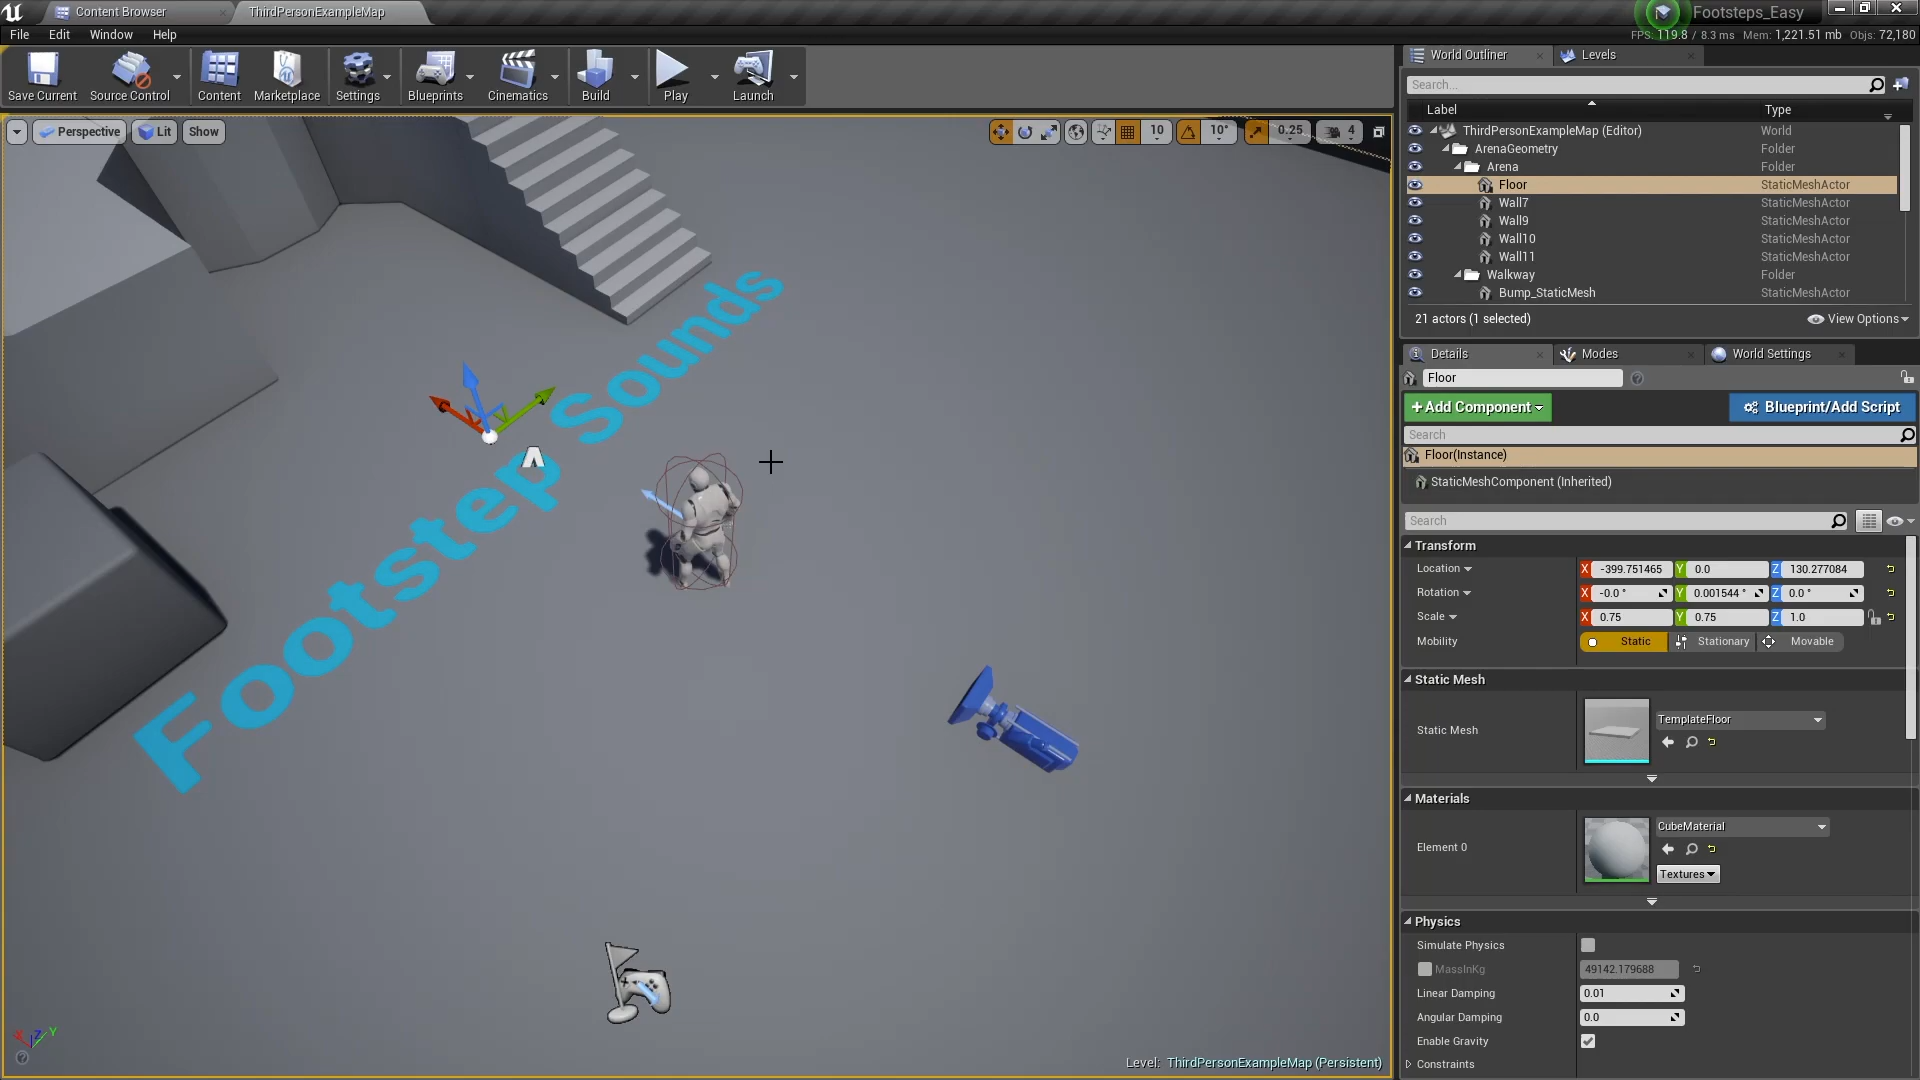 Content Browser
ThirdPersonExampleMap
Footsteps_Easy
File Edit Window Help
FPS: 119.8 / 8.3 ms Mem: 1,221.51 mb Objs: 72,180
Save Current
Source Control
Content
Marketplace
Settings
Blueprints
Cinematics
Build
Play
Launch
Perspective
Lit
Show
10
10°
0.25
4
Footstep Sounds
Level: ThirdPersonExampleMap (Persistent)
World Outliner
Levels
Search...
Label Type
ThirdPersonExampleMap (Editor) World
ArenaGeometry Folder
Arena Folder
Floor StaticMeshActor
Wall7 StaticMeshActor
Wall9 StaticMeshActor
Wall10 StaticMeshActor
Wall11 StaticMeshActor
Walkway Folder
Bump_StaticMesh StaticMeshActor
21 actors (1 selected)
View Options
Details
Modes
World Settings
Floor
+Add Component
Blueprint/Add Script
Search
Floor(Instance)
StaticMeshComponent (Inherited)
Search
Transform
Location X -399.751465 Y 0.0 Z 130.277084
Rotation X -0.0 ° Y 0.001544 ° Z 0.0 °
Scale X 0.75 Y 0.75 Z 1.0
Mobility Static Stationary Movable
Static Mesh
Static Mesh
TemplateFloor
Materials
Element 0
CubeMaterial
Textures
Physics
Simulate Physics
MassInKg 49142.179688
Linear Damping 0.01
Angular Damping 0.0
Enable Gravity
Constraints
X Z Y